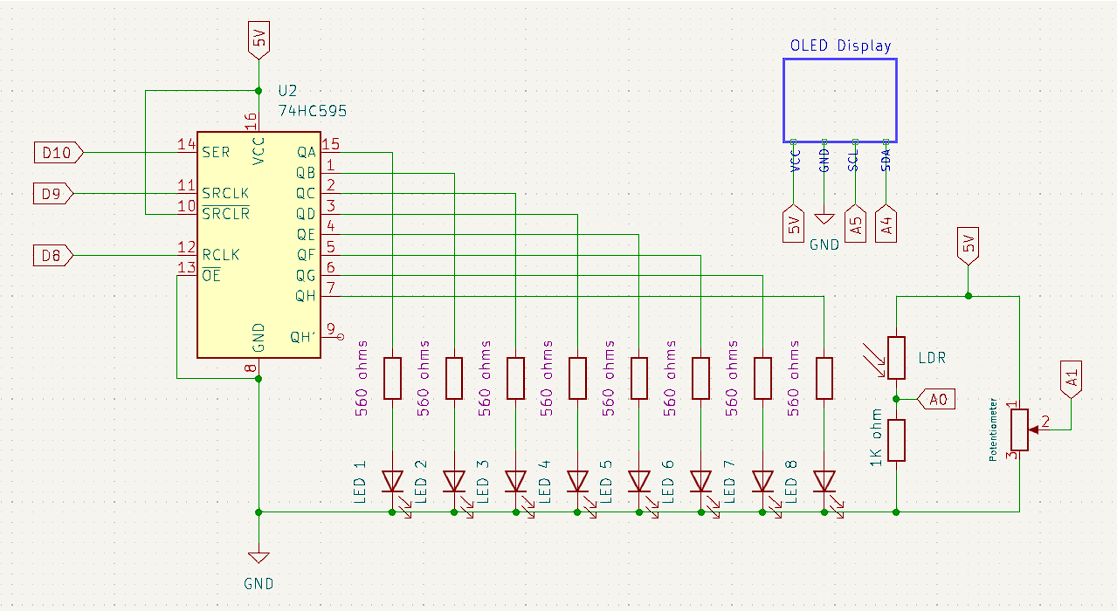 5V
OLED Display
U2
74HC595
16
VCC
D10
14
SER
QA
15
QB
1
D9
11
SRCLK
QC
2
10
SRCLR
QD
3
QE
4
D8
12
RCLK
QF
5
13
OE
QG
6
QH
7
GND
QH'
9
8
VCC
GND
SCL
SDA
5V
GND
A5
A4
5V
LDR
A0
1K ohm
A1
Potentiometer
1
2
3
560 ohms
560 ohms
560 ohms
560 ohms
560 ohms
560 ohms
560 ohms
560 ohms
LED 1
LED 2
LED 3
LED 4
LED 5
LED 6
LED 7
LED 8
GND